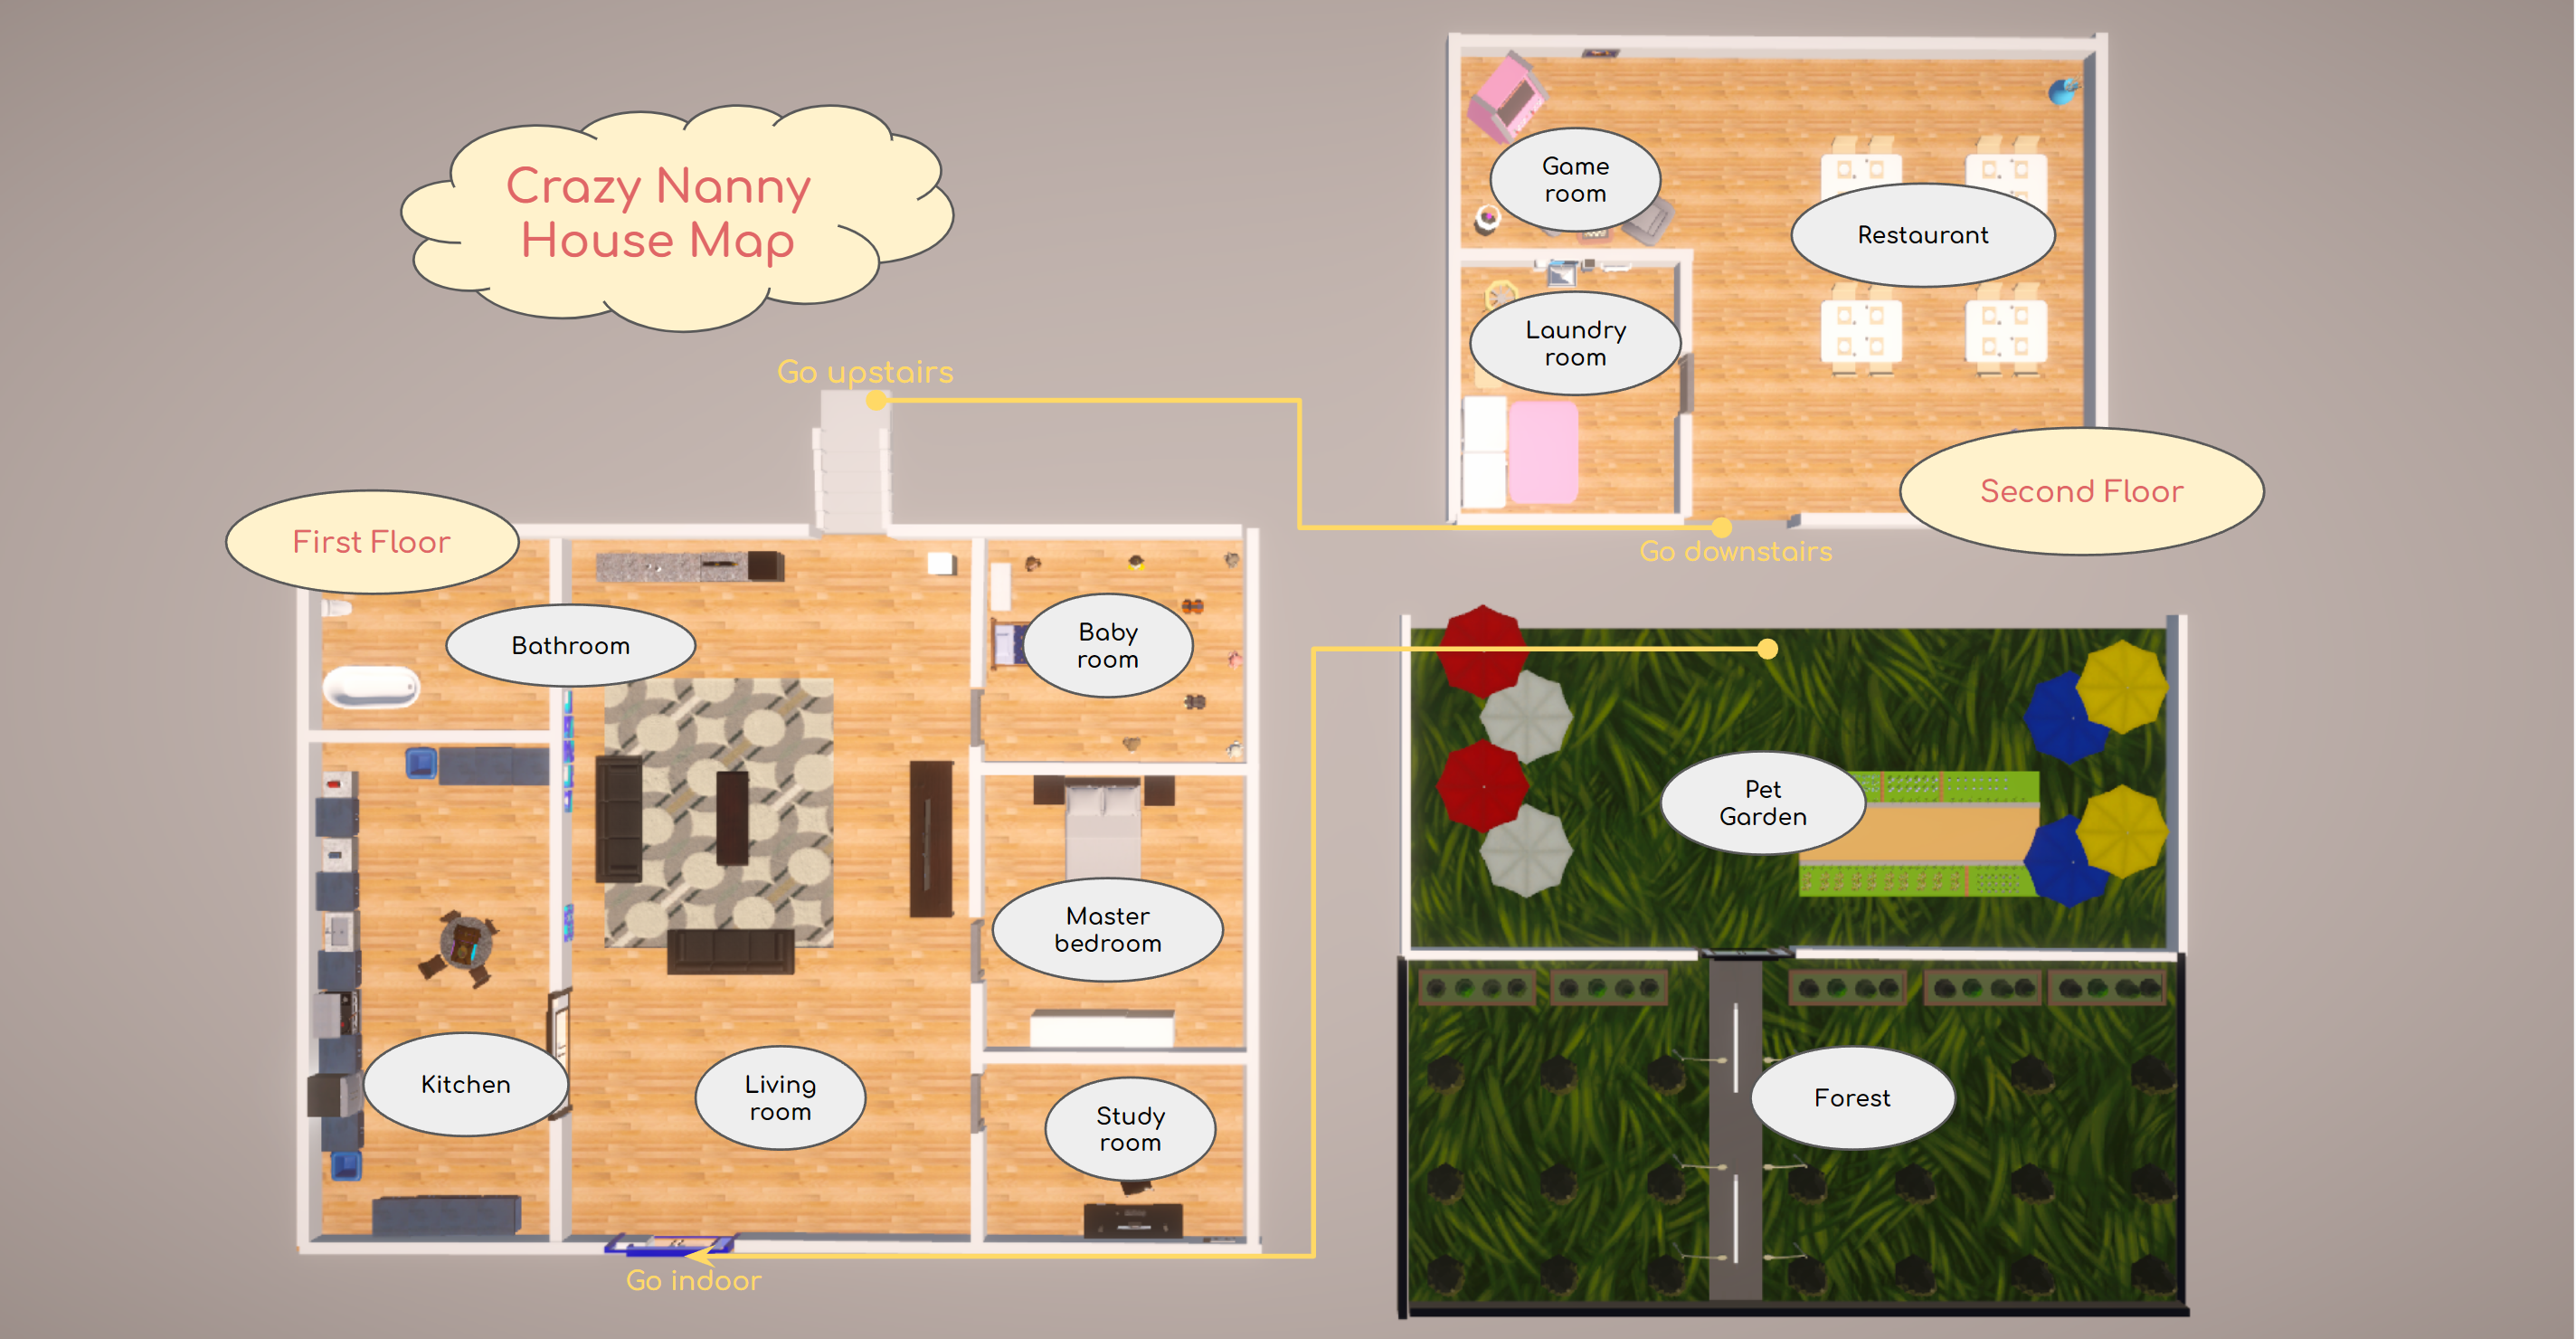 Crazy Nanny
House Map
Game
room
Restaurant
Laundry
room
Go upstairs
Second Floor
First Floor
Go downstairs
Bathroom
Baby
room
Pet
Garden
Master
bedroom
Kitchen
Living
room
Study
room
Forest
Go indoor